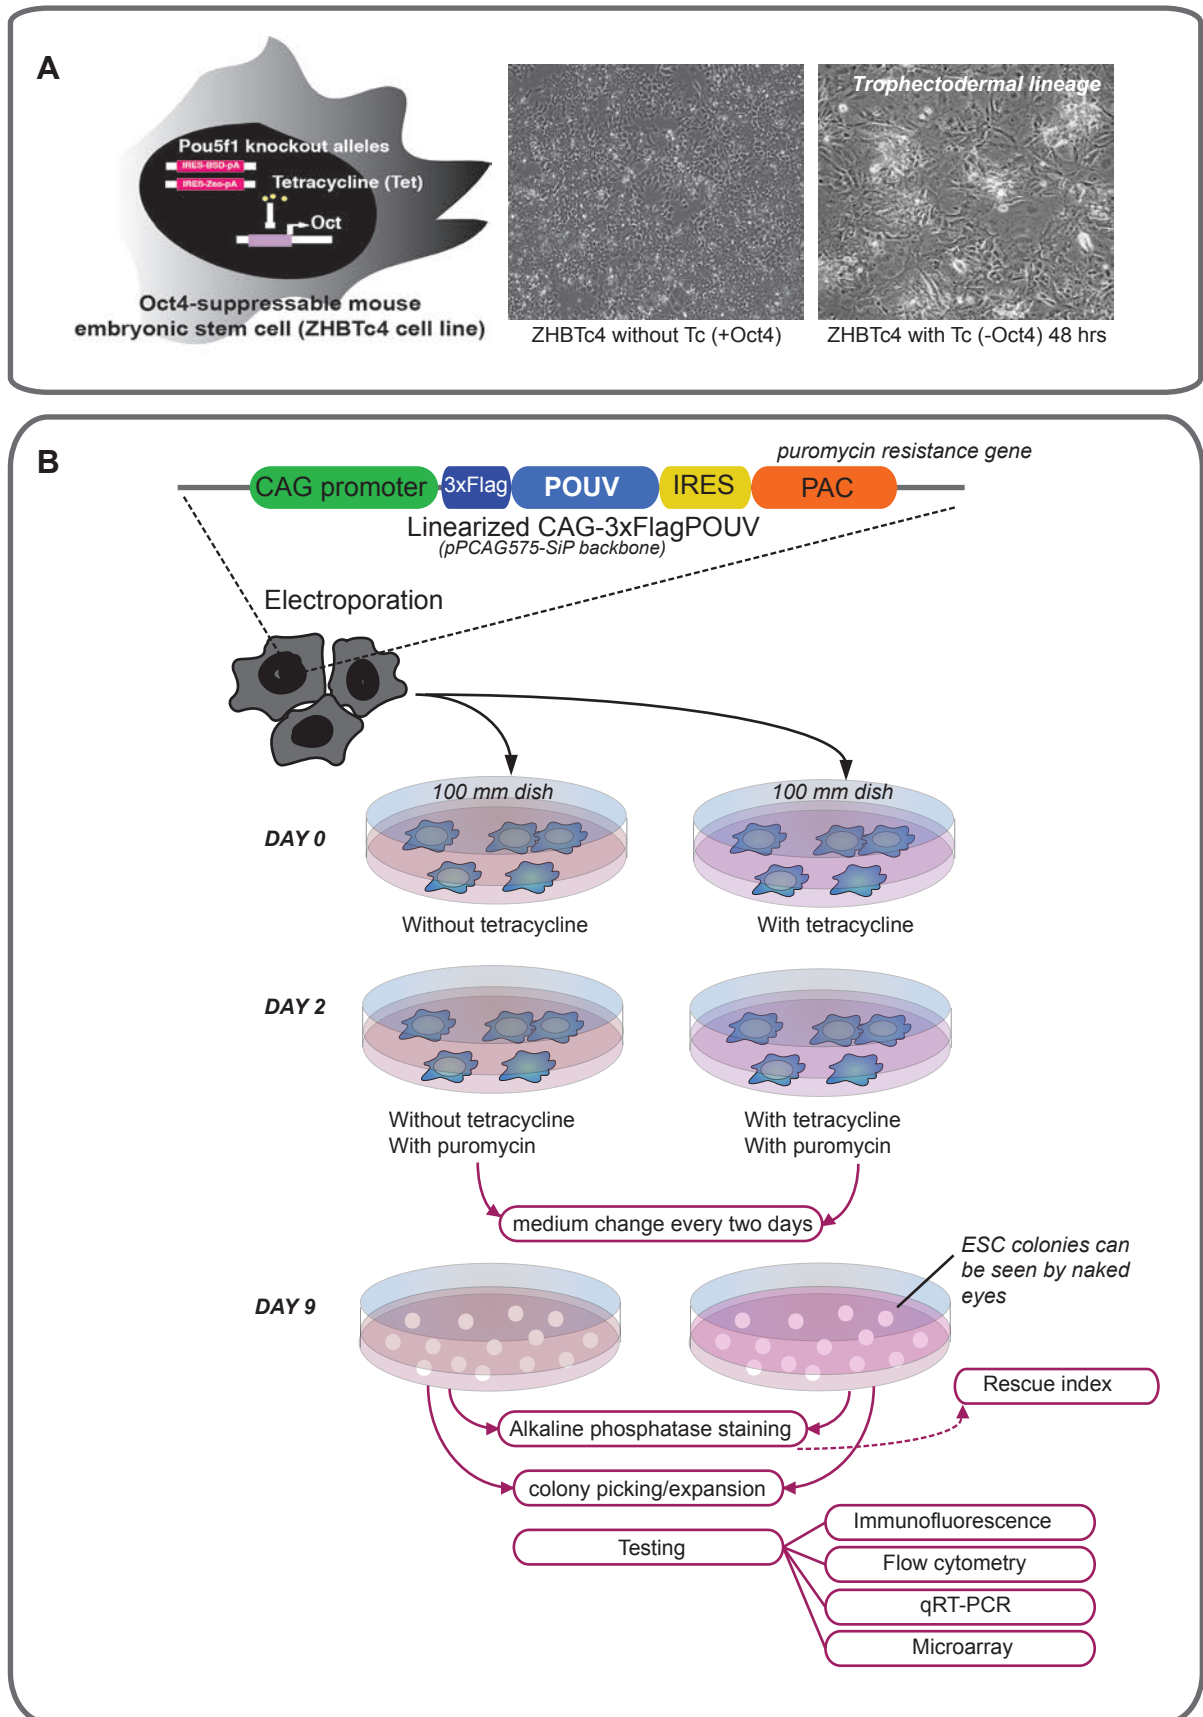 A
Pou5f1 knockout alleles
IRES-BSD-pA
IRES-Zeo-pA
Tetracycline (Tet)
Oct
Oct4-suppressable mouse
embryonic stem cell (ZHBTc4 cell line)
ZHBTc4 without Tc (+Oct4)
Trophectodermal lineage
ZHBTc4 with Tc (-Oct4) 48 hrs
B
puromycin resistance gene
CAG promoter 3xFlag POUV IRES PAC
Linearized CAG-3xFlagPOUV
(pPCAG575-SiP backbone)
Electroporation
100 mm dish
100 mm dish
DAY 0
Without tetracycline
With tetracycline
DAY 2
Without tetracycline
With puromycin
With tetracycline
With puromycin
medium change every two days
ESC colonies can
be seen by naked
eyes
DAY 9
Rescue index
Alkaline phosphatase staining
colony picking/expansion
Testing
Immunofluorescence
Flow cytometry
qRT-PCR
Microarray